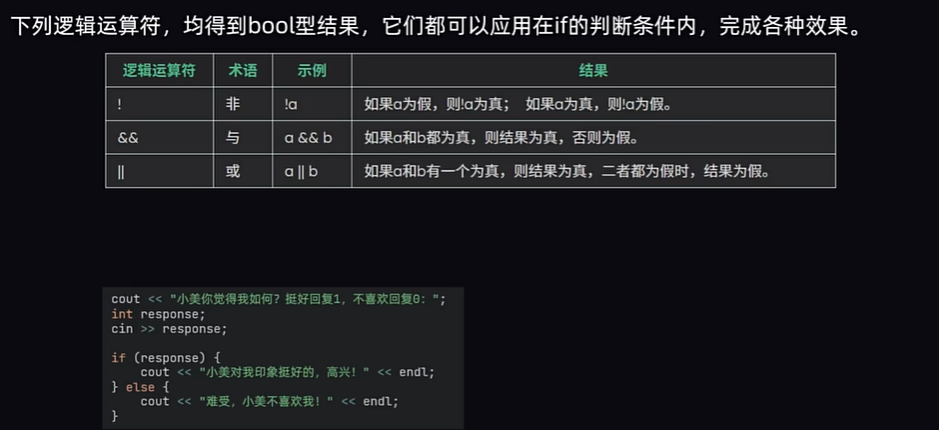 下列逻辑运算符，均得到bool型结果，它们都可以应用在if的判断条件内，完成各种效果。
逻辑运算符 术语 示例 结果
! 非 !a 如果a为假，则!a为真； 如果a为真，则!a为假。
&& 与 a && b 如果a和b都为真，则结果为真，否则为假。
|| 或 a || b 如果a和b有一个为真，则结果为真，二者都为假时，结果为假。
cout << "小美你觉得我如何？挺好回复1，不喜欢回复0：";
int response;
cin >> response;
if (response) {
    cout << "小美对我印象挺好的，高兴！" << endl;
} else {
    cout << "难受，小美不喜欢我！" << endl;
}